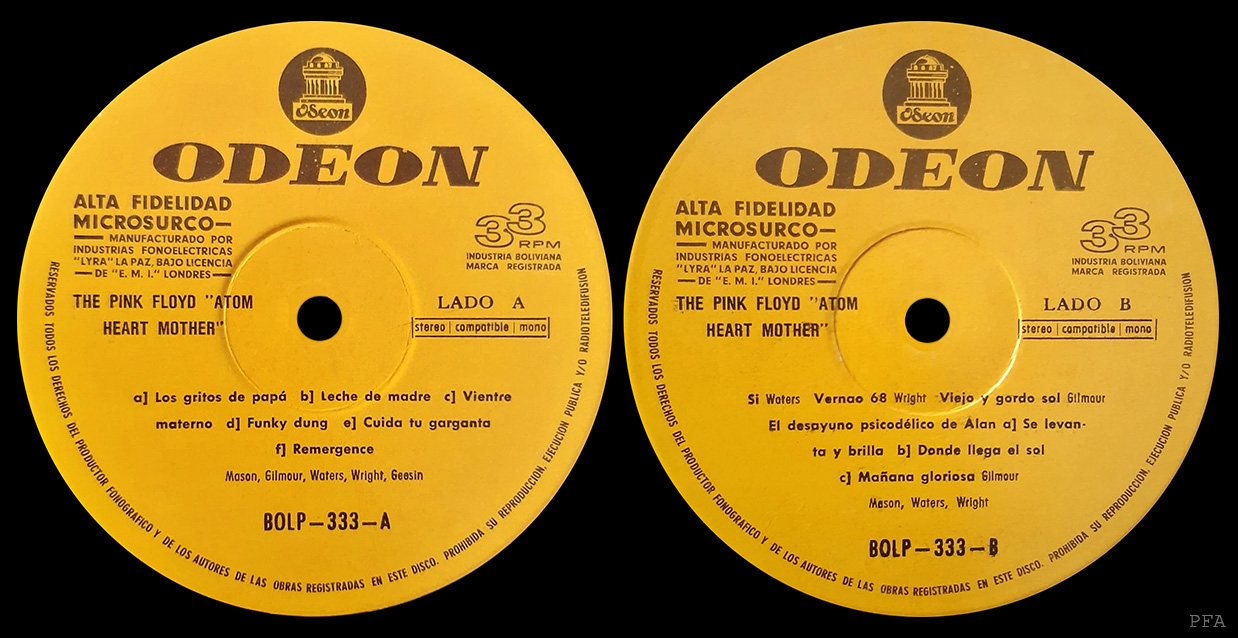 Odeon
ODEON
ALTA FIDELIDAD
MICROSURCO—
— MANUFACTURADO POR
INDUSTRIAS FONOELECTRICAS
"LYRA" LA PAZ, BAJO LICENCIA
— DE "E. M. I." LONDRES —
33
RPM
INDUSTRIA BOLIVIANA
MARCA REGISTRADA
THE PINK FLOYD "ATOM
HEART MOTHER"
LADO A
stereo | compatible | mono
a] Los gritos de papá b] Leche de madre c] Vientre
materno d] Funky dung e] Cuida tu garganta
f] Remergence
Mason, Gilmour, Waters, Wright, Geesin
BOLP—333—A
RESERVADOS TODOS LOS DERECHOS DEL PRODUCTOR FONOGRAFICO Y DE LOS AUTORES DE LAS OBRAS REGISTRADAS EN ESTE DISCO. PROHIBIDA SU REPRODUCCION, EJECUCION PUBLICA Y/O RADIOTELEDIFUSION
Odeon
ODEON
ALTA FIDELIDAD
MICROSURCO—
— MANUFACTURADO POR
INDUSTRIAS FONOELECTRICAS
"LYRA" LA PAZ, BAJO LICENCIA
— DE "E. M. I." LONDRES —
33
RPM
INDUSTRIA BOLIVIANA
MARCA REGISTRADA
THE PINK FLOYD "ATOM
HEART MOTHER"
LADO B
stereo | compatible | mono
Si Waters Vernao 68 Wright Viejo y gordo sol Gilmour
El despayuno psicodélico de Alan a] Se levan-
ta y brilla b] Donde llega el sol
c] Mañana gloriosa Gilmour
Mason, Waters, Wright
BOLP—333—B
RESERVADOS TODOS LOS DERECHOS DEL PRODUCTOR FONOGRAFICO Y DE LOS AUTORES DE LAS OBRAS REGISTRADAS EN ESTE DISCO. PROHIBIDA SU REPRODUCCION, EJECUCION PUBLICA Y/O RADIOTELEDIFUSION
PFA